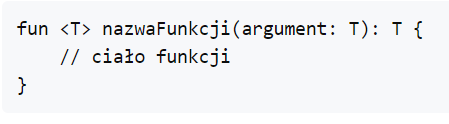 fun <T> nazwaFunkcji(argument: T): T {
    // ciało funkcji
}